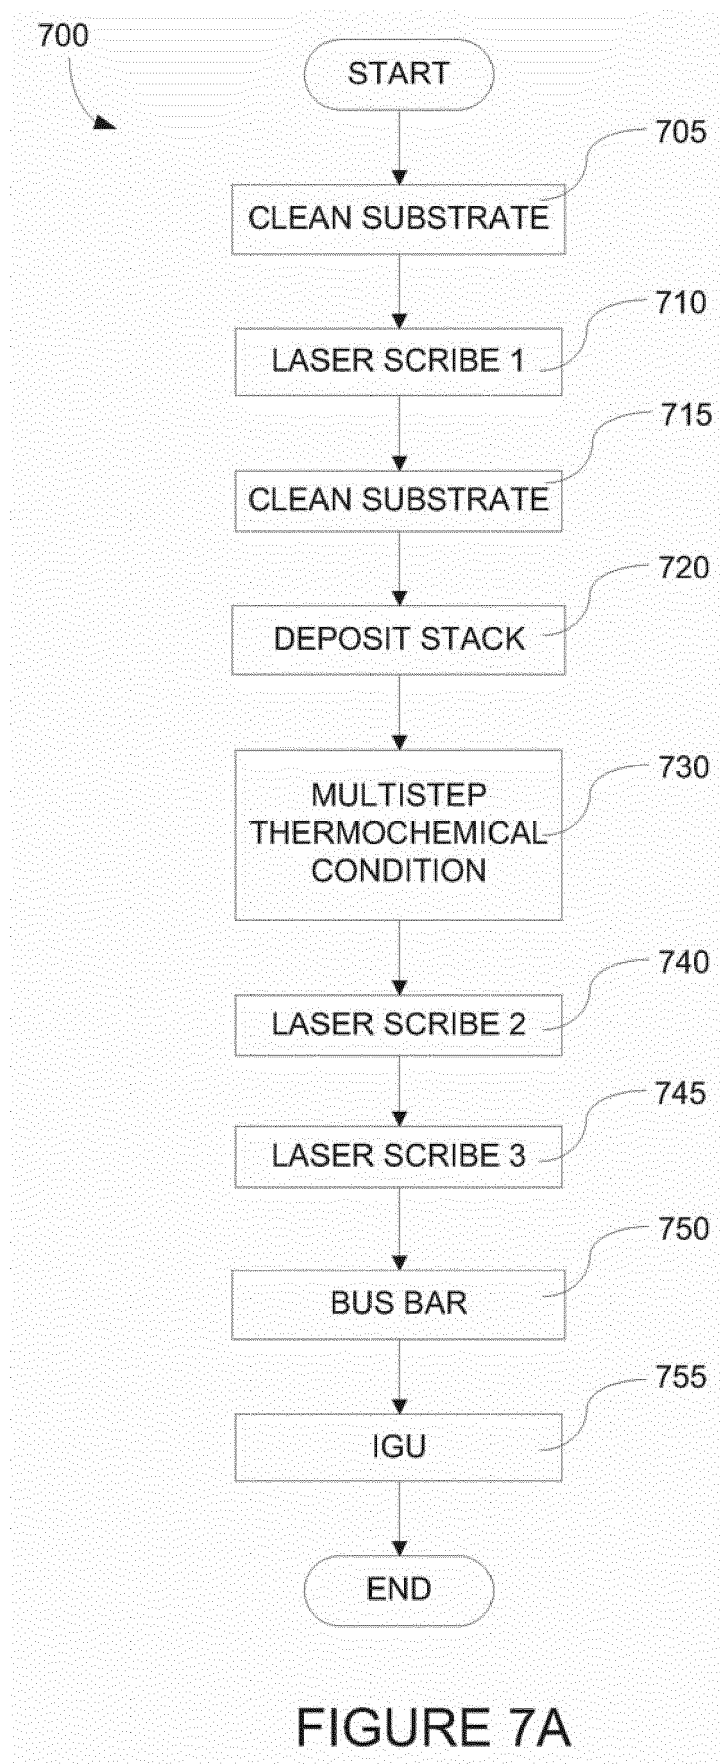 700
START
705
CLEAN SUBSTRATE
710
LASER SCRIBE 1
715
CLEAN SUBSTRATE
720
DEPOSIT STACK
730
MULTISTEP
THERMOCHEMICAL
CONDITION
740
LASER SCRIBE 2
745
LASER SCRIBE 3
750
BUS BAR
755
IGU
END
FIGURE 7A